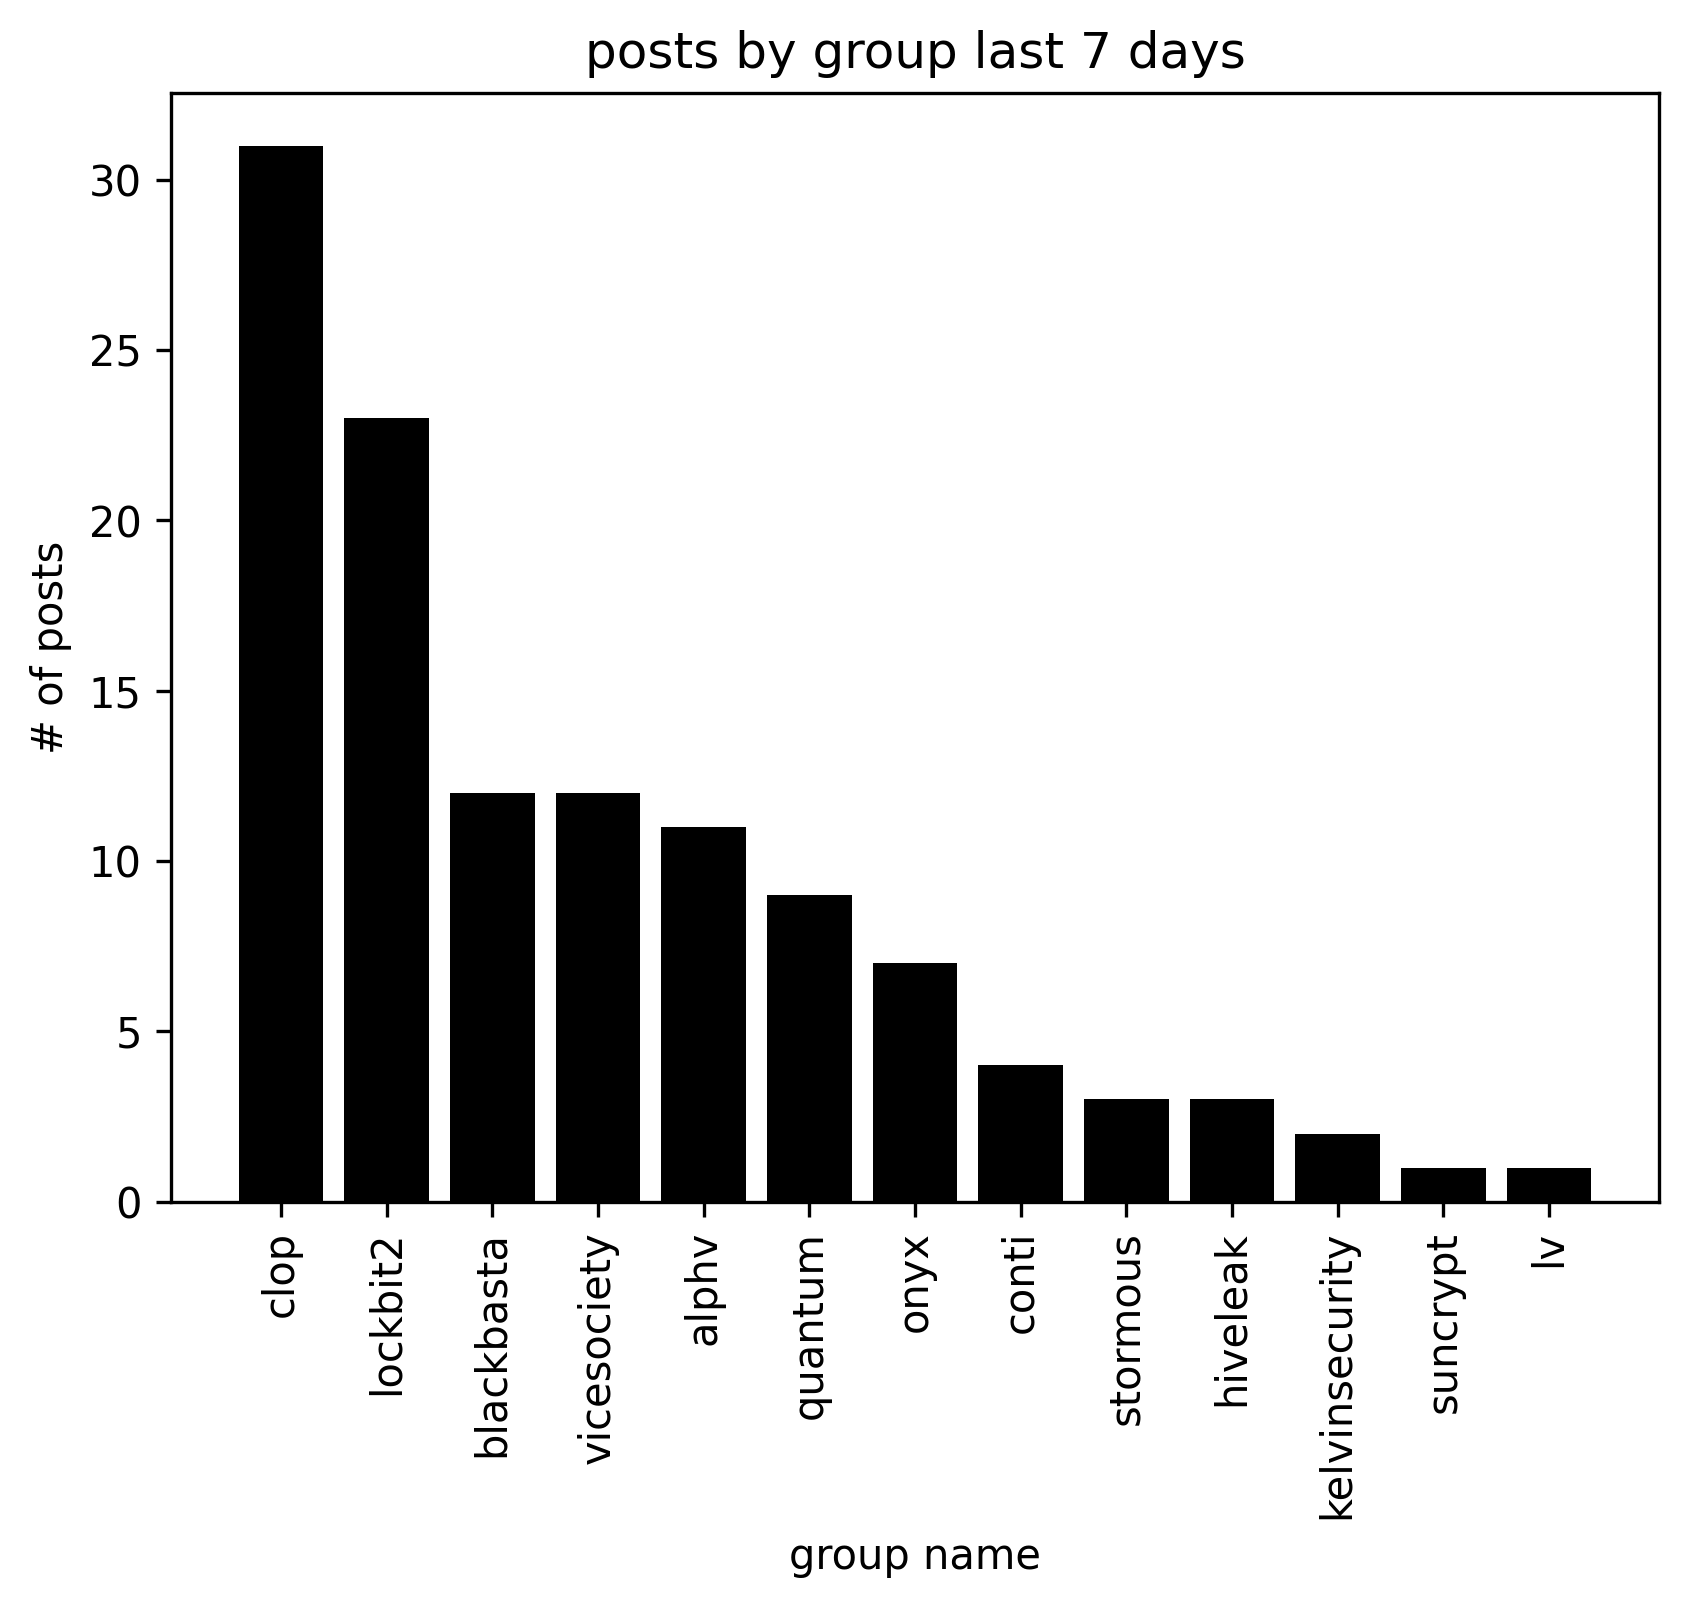 posts by group last 7 days
# of posts
30
25
20
15
10
5
0
clop
lockbit2
blackbasta
vicesociety
alphv
quantum
onyx
conti
stormous
hiveleak
kelvinsecurity
suncrypt
lv
group name